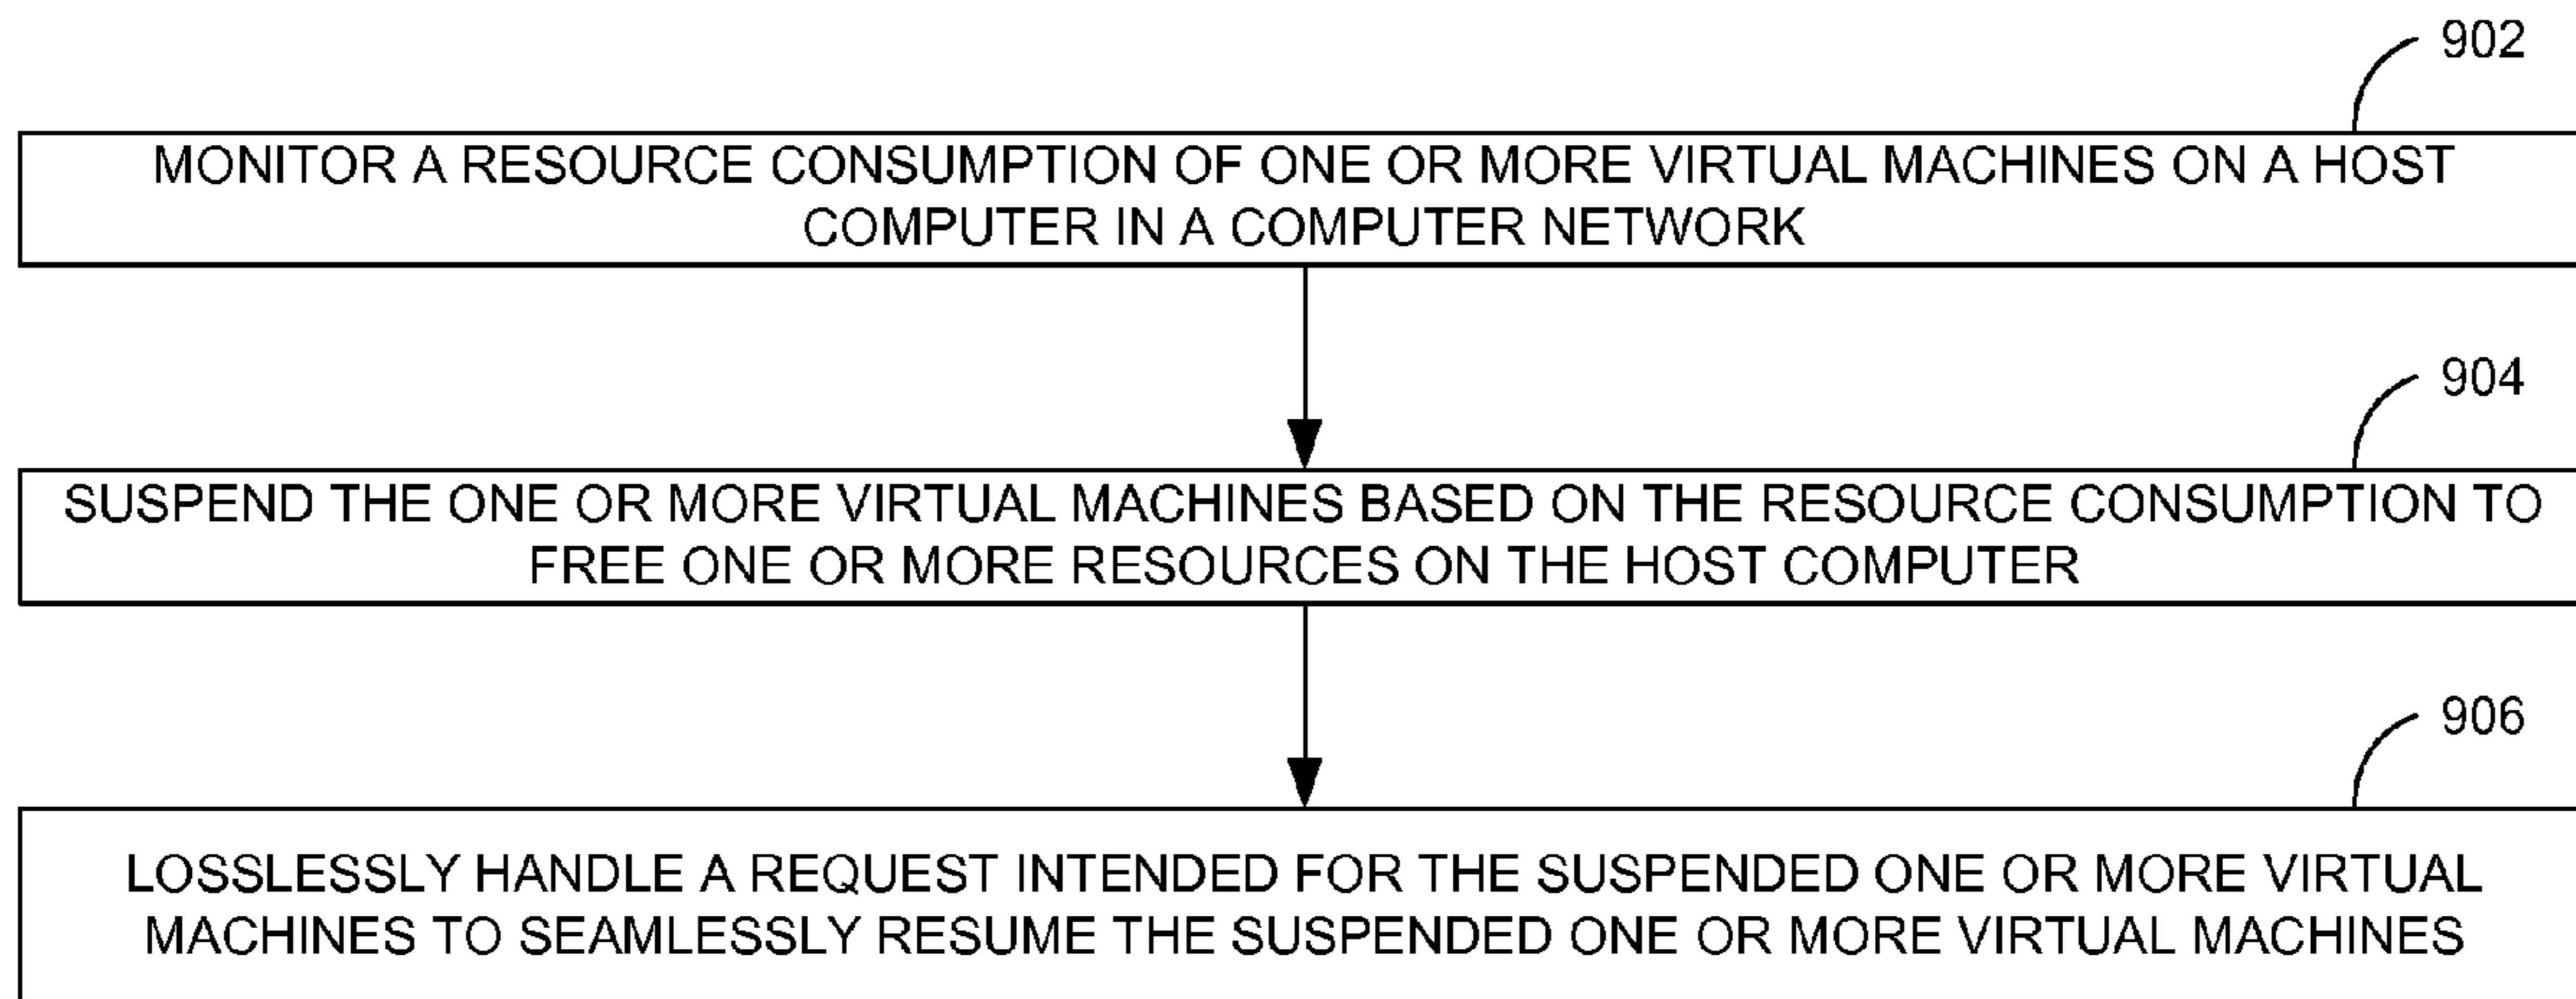 902
MONITOR A RESOURCE CONSUMPTION OF ONE OR MORE VIRTUAL MACHINES ON A HOST
COMPUTER IN A COMPUTER NETWORK
904
SUSPEND THE ONE OR MORE VIRTUAL MACHINES BASED ON THE RESOURCE CONSUMPTION TO
FREE ONE OR MORE RESOURCES ON THE HOST COMPUTER
906
LOSSLESSLY HANDLE A REQUEST INTENDED FOR THE SUSPENDED ONE OR MORE VIRTUAL
MACHINES TO SEAMLESSLY RESUME THE SUSPENDED ONE OR MORE VIRTUAL MACHINES